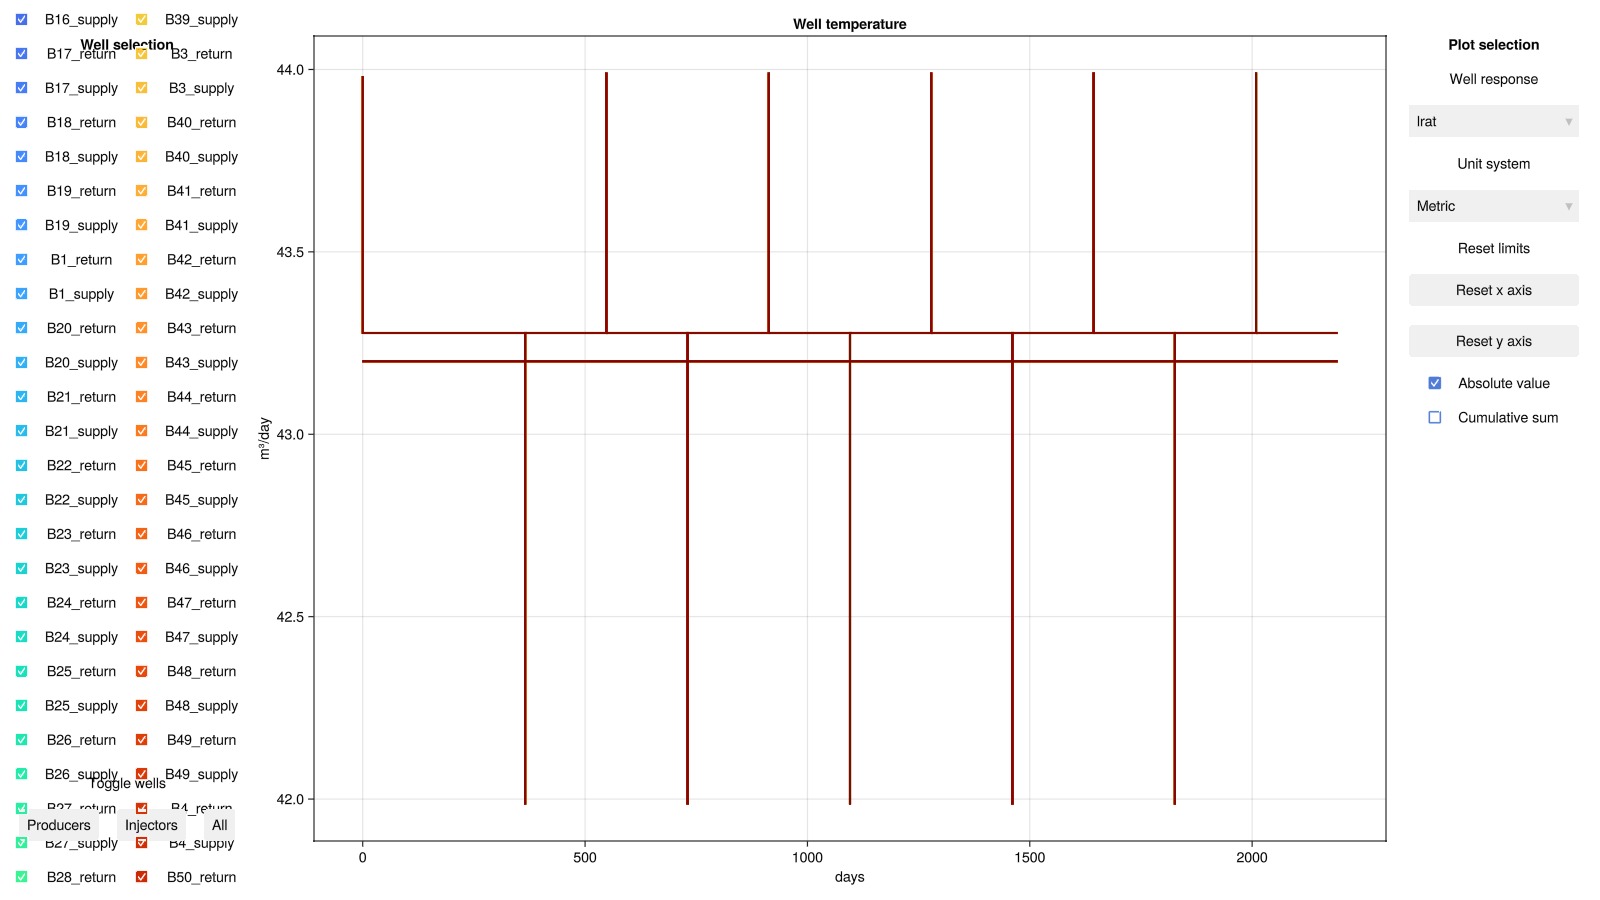 Well selection
B16_supply B39_supply
B17_return B3_return
B17_supply B3_supply
B18_return B40_return
B18_supply B40_supply
B19_return B41_return
B19_supply B41_supply
B1_return B42_return
B1_supply B42_supply
B20_return B43_return
B20_supply B43_supply
B21_return B44_return
B21_supply B44_supply
B22_return B45_return
B22_supply B45_supply
B23_return B46_return
B23_supply B46_supply
B24_return B47_return
B24_supply B47_supply
B25_return B48_return
B25_supply B48_supply
B26_return B49_return
B26_supply B49_supply
Toggle wells
B27_return B4_return
Producers Injectors All
B27_supply B4_supply
B28_return B50_return
Well temperature
44.0
43.5
43.0
42.5
42.0
m³/day
0 500 1000 1500 2000
days
Plot selection
Well response
Irat
Unit system
Metric
Reset limits
Reset x axis
Reset y axis
Absolute value
Cumulative sum